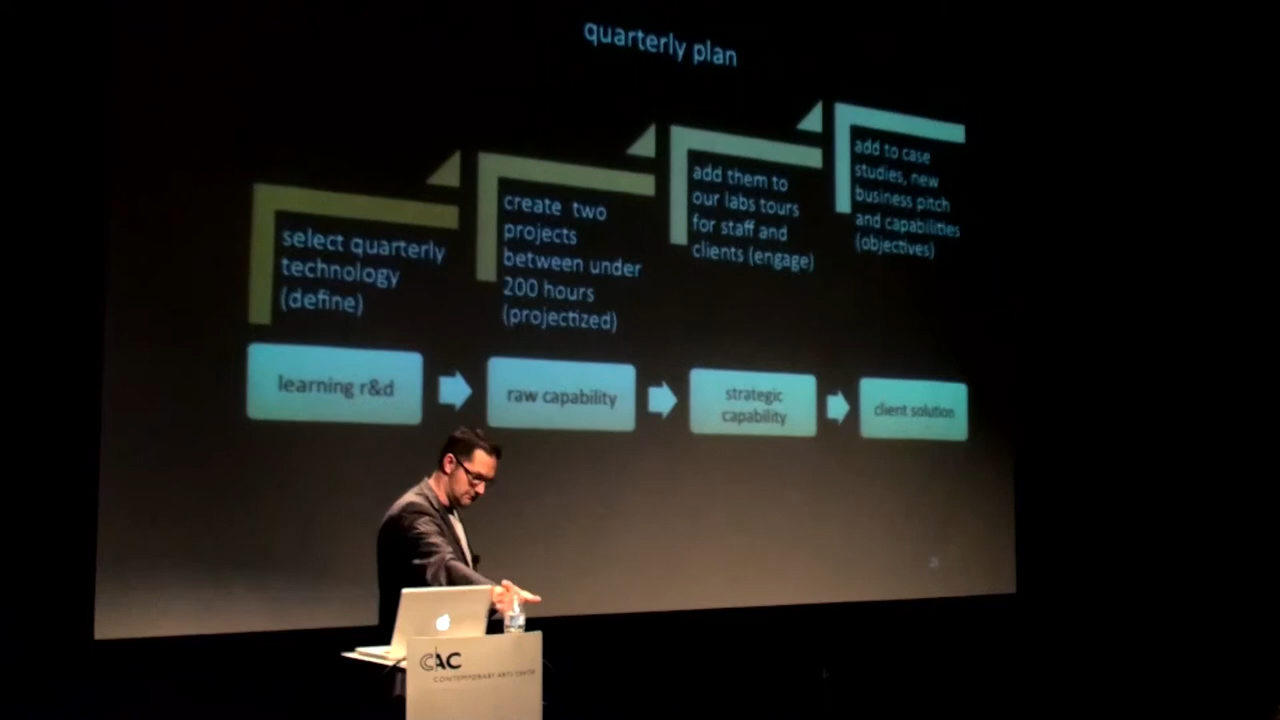 quarterly plan
select quarterly
technology
(define)
create two
projects
between under
200 hours
(projectized)
add them to
our labs tours
for staff and
clients (engage)
add to case
studies, new
business pitch
and capabilities
(objectives)
learning r&d
raw capability
strategic
capability
client solution
CAC
CONTEMPORARY ARTS CENTER